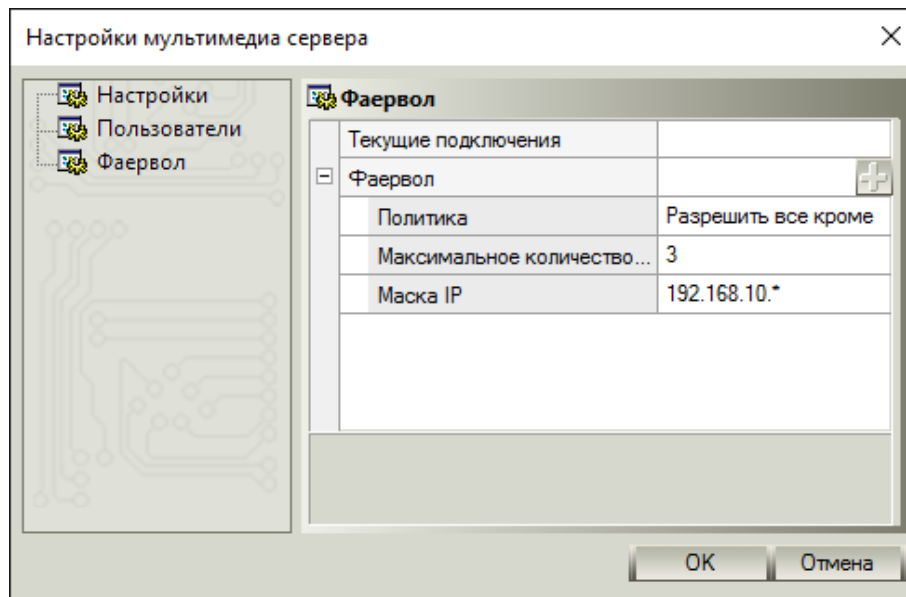 Настройки мультимедиа сервера
Настройки
Пользователи
Фаервол
Фаервол
Текущие подключения
Фаервол
Политика Разрешить все кроме
Максимальное количество... 3
Маска IP 192.168.10.*
OK Отмена